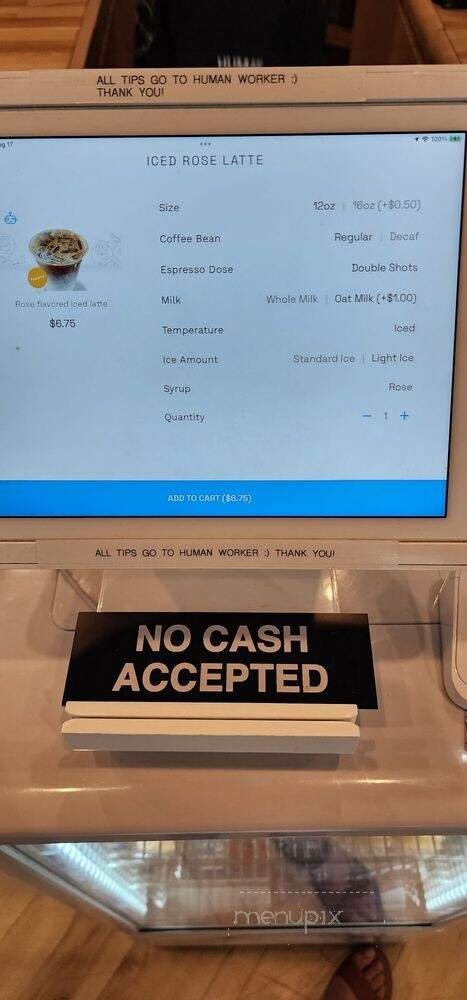 ALL TIPS GO TO HUMAN WORKER :)
THANK YOU!
100%
ICED ROSE LATTE
Size 12oz | 16oz (+$0.50)
Coffee Bean Regular | Decaf
Espresso Dose Double Shots
Milk Whole Milk | Oat Milk (+$1.00)
Temperature Iced
Ice Amount Standard Ice | Light Ice
Syrup Rose
Quantity − 1 +
Rose flavored iced latte
$6.75
ADD TO CART ($6.75)
ALL TIPS GO TO HUMAN WORKER :) THANK YOU!
NO CASH
ACCEPTED
menupix